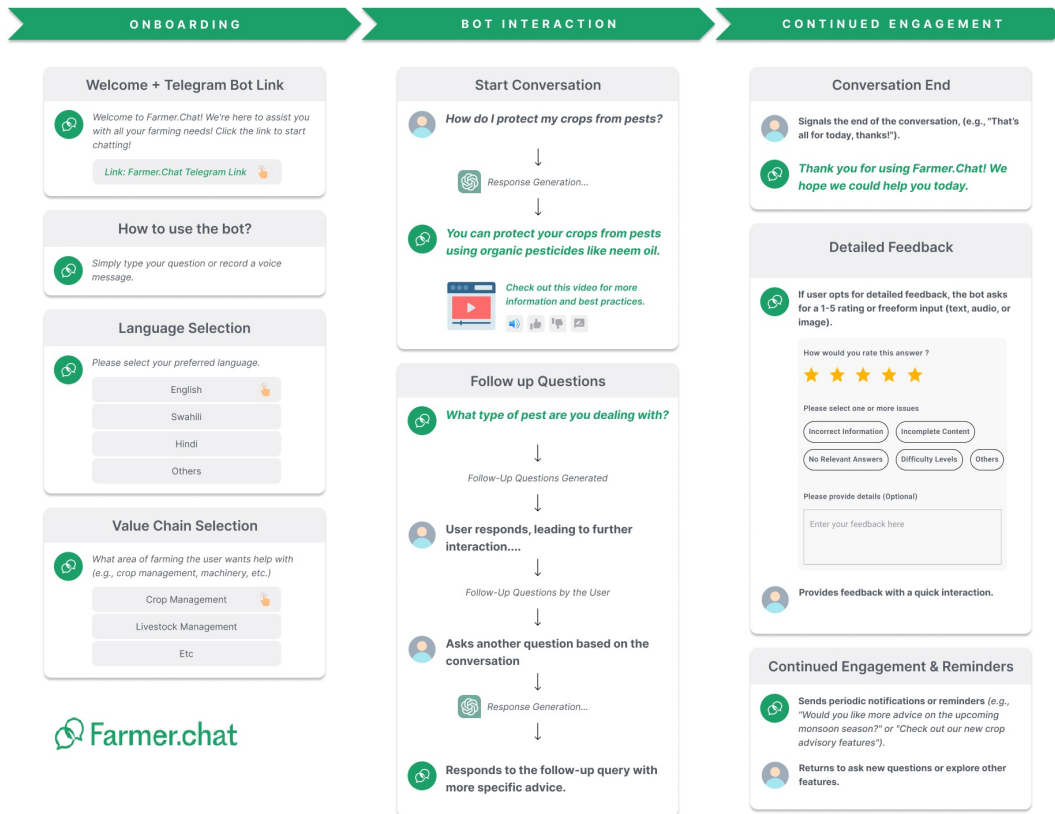 ONBOARDING
Welcome + Telegram Bot Link
Welcome to Farmer.Chat! We're here to assist you
with all your farming needs! Click the link to start
chatting!
Link: Farmer.Chat Telegram Link
How to use the bot?
Simply type your question or record a voice
message.
Language Selection
Please select your preferred language.
English
Swahili
Hindi
Others
Value Chain Selection
What area of farming the user wants help with
(e.g., crop management, machinery, etc.)
Crop Management
Livestock Management
Etc
Farmer.chat
BOT INTERACTION
Start Conversation
How do I protect my crops from pests?
Response Generation...
You can protect your crops from pests
using organic pesticides like neem oil.
Check out this video for more
information and best practices.
Follow up Questions
What type of pest are you dealing with?
Follow-Up Questions Generated
User responds, leading to further
interaction....
Follow-Up Questions by the User
Asks another question based on the
conversation
Response Generation...
Responds to the follow-up query with
more specific advice.
CONTINUED ENGAGEMENT
Conversation End
Signals the end of the conversation, (e.g., "That's
all for today, thanks!").
Thank you for using Farmer.Chat! We
hope we could help you today.
Detailed Feedback
If user opts for detailed feedback, the bot asks
for a 1-5 rating or freeform input (text, audio, or
image).
How would you rate this answer ?
Please select one or more issues
Incorrect Information
Incomplete Content
No Relevant Answers
Difficulty Levels
Others
Please provide details (Optional)
Enter your feedback here
Provides feedback with a quick interaction.
Continued Engagement & Reminders
Sends periodic notifications or reminders (e.g.,
"Would you like more advice on the upcoming
monsoon season?" or "Check out our new crop
advisory features").
Returns to ask new questions or explore other
features.